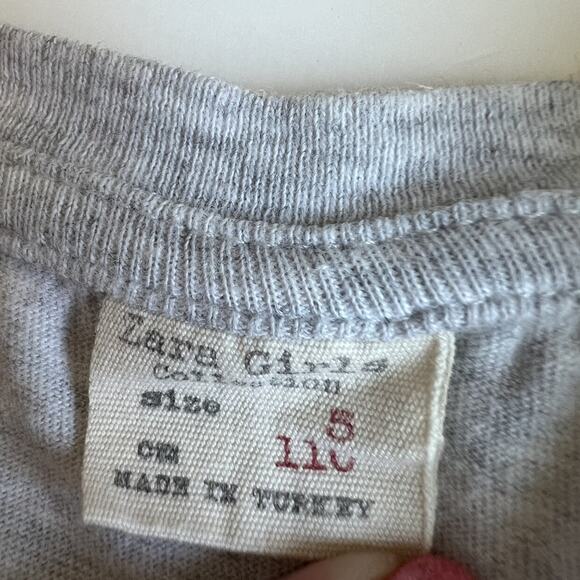 Zara Girls
Collection
Size 5
CM 110
MADE IN TURKEY